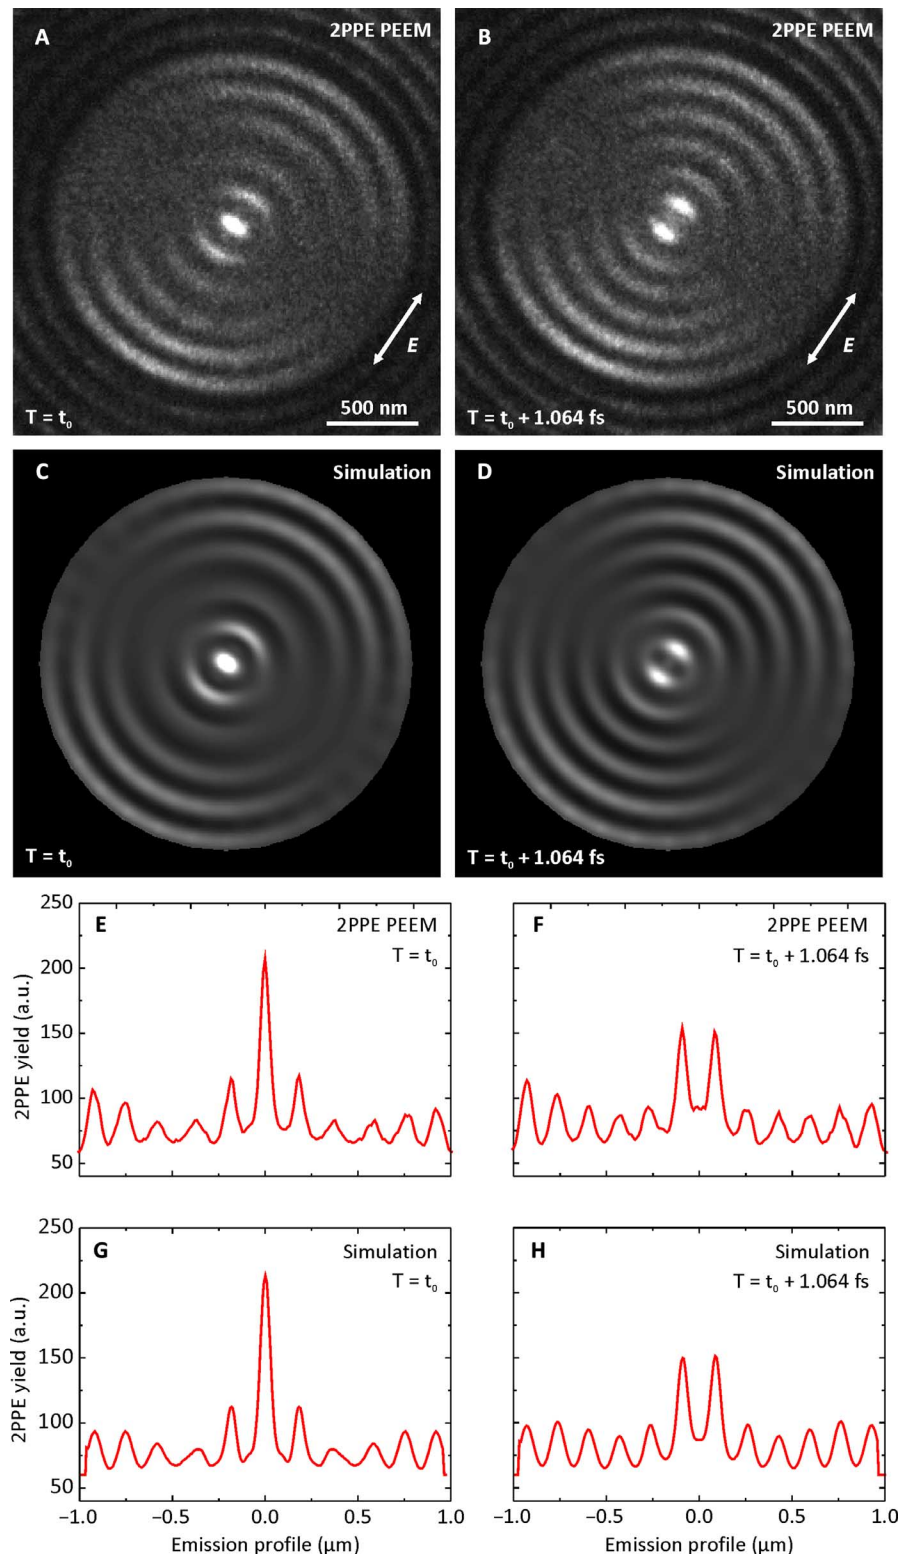 A 2PPE PEEM
E
T = t₀ 500 nm
B 2PPE PEEM
E
T = t₀ + 1.064 fs 500 nm
C Simulation
T = t₀
D Simulation
T = t₀ + 1.064 fs
E 2PPE PEEM
T = t₀
250
200
150
100
50
2PPE yield (a.u.)
F 2PPE PEEM
T = t₀ + 1.064 fs
G Simulation
T = t₀
250
200
150
100
50
2PPE yield (a.u.)
−1.0 −0.5 0.0 0.5 1.0
Emission profile (μm)
H Simulation
T = t₀ + 1.064 fs
−1.0 −0.5 0.0 0.5 1.0
Emission profile (μm)